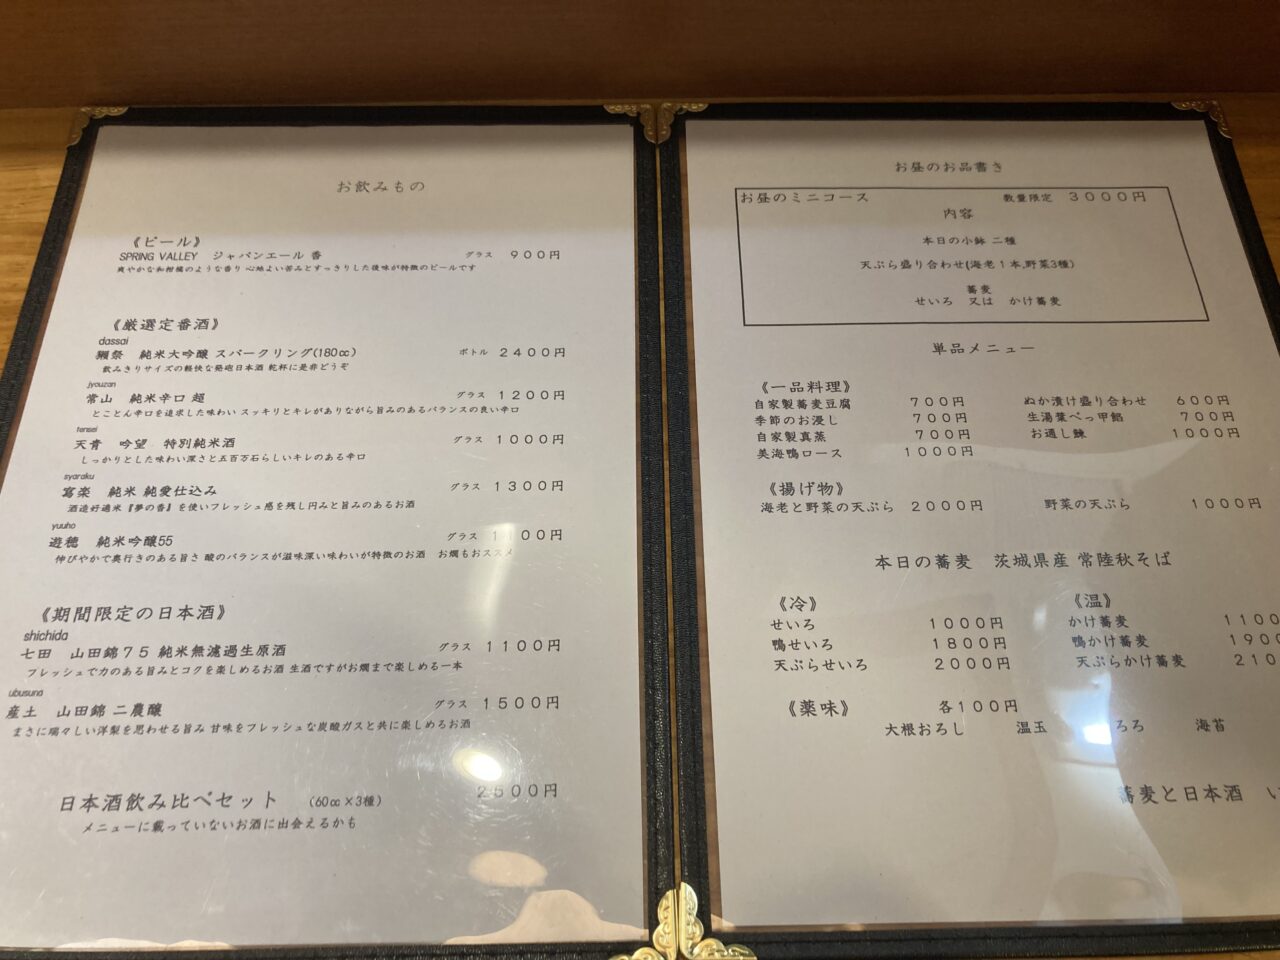 お飲みもの
《ビール》
SPRING VALLEY ジャパンエール 香 グラス 900円
爽やかな和柑橘のような香り 心地よい苦みとすっきりした後味が特徴のビールです
《厳選定番酒》
dassai
獺祭 純米大吟醸 スパークリング(180cc) ボトル 2400円
飲みきりサイズの軽快な発砲日本酒 乾杯に是非どうぞ
jyouzan
常山 純米辛口 超 グラス 1200円
とことん辛口を追求した味わい スッキリとキレがありながら旨みのあるバランスの良い辛口
tensei
天青 吟望 特別純米酒 グラス 1000円
しっかりとした味わい深さと五百万石らしいキレのある辛口
syaraku
寫楽 純米 純愛仕込み グラス 1300円
酒造好適米『夢の香』を使いフレッシュ感を残し円みと旨みのあるお酒
yuuho
遊穂 純米吟醸55 グラス 1100円
伸びやかで奥行きのある旨さ 酸のバランスが滋味深い味わいが特徴のお酒 お燗もおススメ
《期間限定の日本酒》
shichida
七田 山田錦75 純米無濾過生原酒 グラス 1100円
フレッシュで力のある旨みとコクを楽しめるお酒 生酒ですがお燗まで楽しめる一本
ubusuna
産土 山田錦 二農醸 グラス 1500円
まさに瑞々しい洋梨を思わせる旨み 甘味をフレッシュな炭酸ガスと共に楽しめるお酒
日本酒飲み比べセット (60cc×3種) 2500円
メニューに載っていないお酒に出会えるかも
お昼のお品書き
お昼のミニコース 数量限定 3000円
内容
本日の小鉢 二種
天ぷら盛り合わせ(海老1本,野菜3種)
蕎麦
せいろ 又は かけ蕎麦
単品メニュー
《一品料理》
自家製蕎麦豆腐 700円 ぬか漬け盛り合わせ 600円
季節のお浸し 700円 生湯葉べっ甲餡 700円
自家製真蒸 700円 お通し鰊 1000円
美海鴨ロース 1000円
《揚げ物》
海老と野菜の天ぷら 2000円 野菜の天ぷら 1000円
本日の蕎麦 茨城県産 常陸秋そば
《冷》 《温》
せいろ 1000円 かけ蕎麦 1100
鴨せいろ 1800円 鴨かけ蕎麦 1900
天ぷらせいろ 2000円 天ぷらかけ蕎麦 210
《薬味》 各100円
大根おろし 温玉 ろろ 海苔
蕎麦と日本酒 い